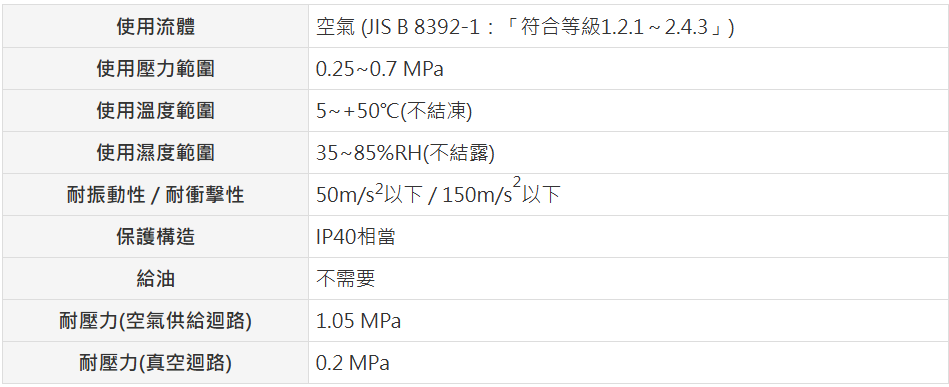 使用流體 空氣 (JIS B 8392-1：「符合等級1.2.1～2.4.3」)
使用壓力範圍 0.25~0.7 MPa
使用溫度範圍 5~+50℃(不結凍)
使用濕度範圍 35~85%RH(不結露)
耐振動性 / 耐衝擊性 50m/s²以下 / 150m/s²以下
保護構造 IP40相當
給油 不需要
耐壓力(空氣供給迴路) 1.05 MPa
耐壓力(真空迴路) 0.2 MPa